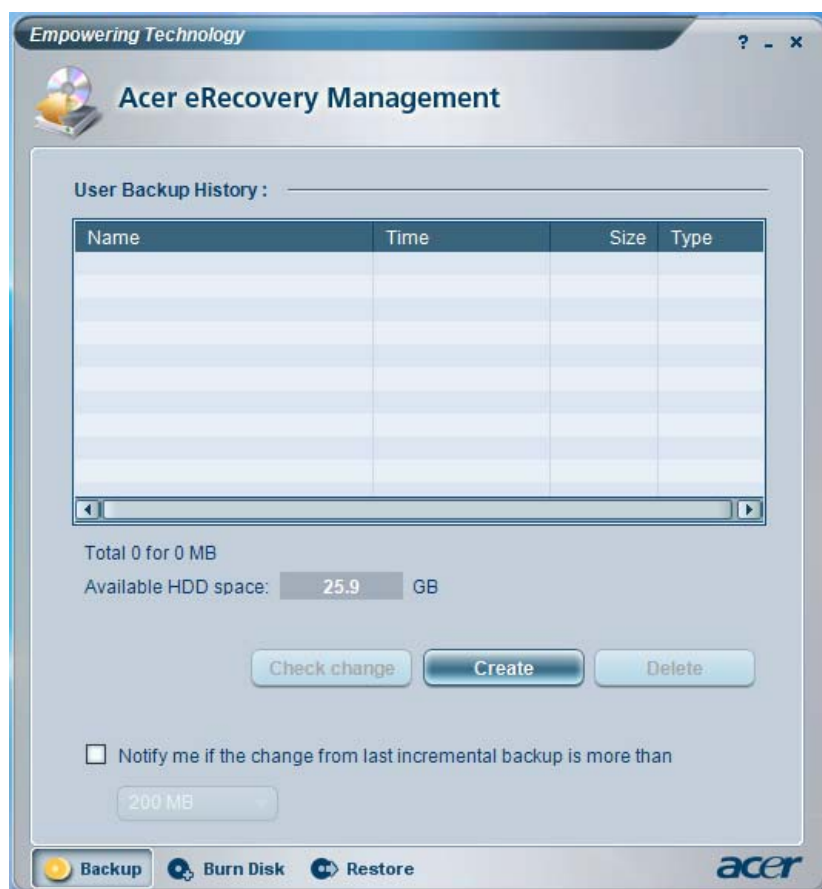 Empowering Technology
? - x
Acer eRecovery Management
User Backup History :
Name Time Size Type
Total 0 for 0 MB
Available HDD space: 25.9 GB
Check change Create Delete
Notify me if the change from last incremental backup is more than
200 MB
Backup Burn Disk Restore acer